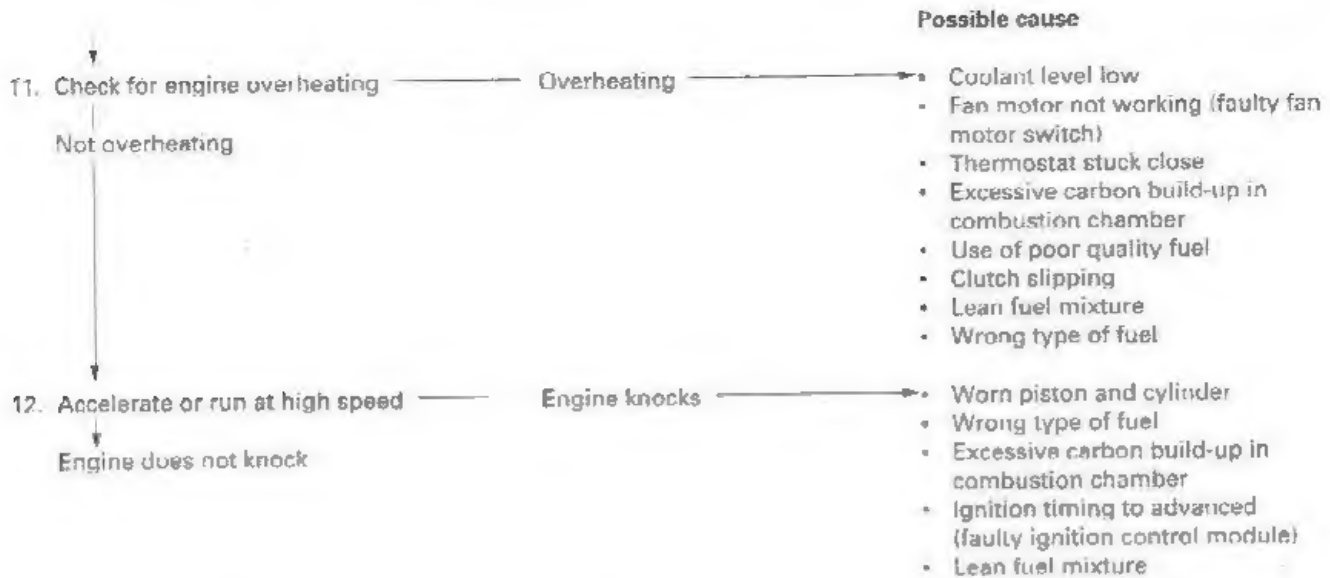 Possible cause
11. Check for engine overheating
Overheating
• Coolant level low
• Fan motor not working (faulty fan
motor switch)
• Thermostat stuck close
• Excessive carbon build-up in
combustion chamber
• Use of poor quality fuel
• Clutch slipping
• Lean fuel mixture
• Wrong type of fuel
Not overheating
12. Accelerate or run at high speed
Engine knocks
• Worn piston and cylinder
• Wrong type of fuel
• Excessive carbon build-up in
combustion chamber
• Ignition timing to advanced
(faulty ignition control module)
• Lean fuel mixture
Engine does not knock